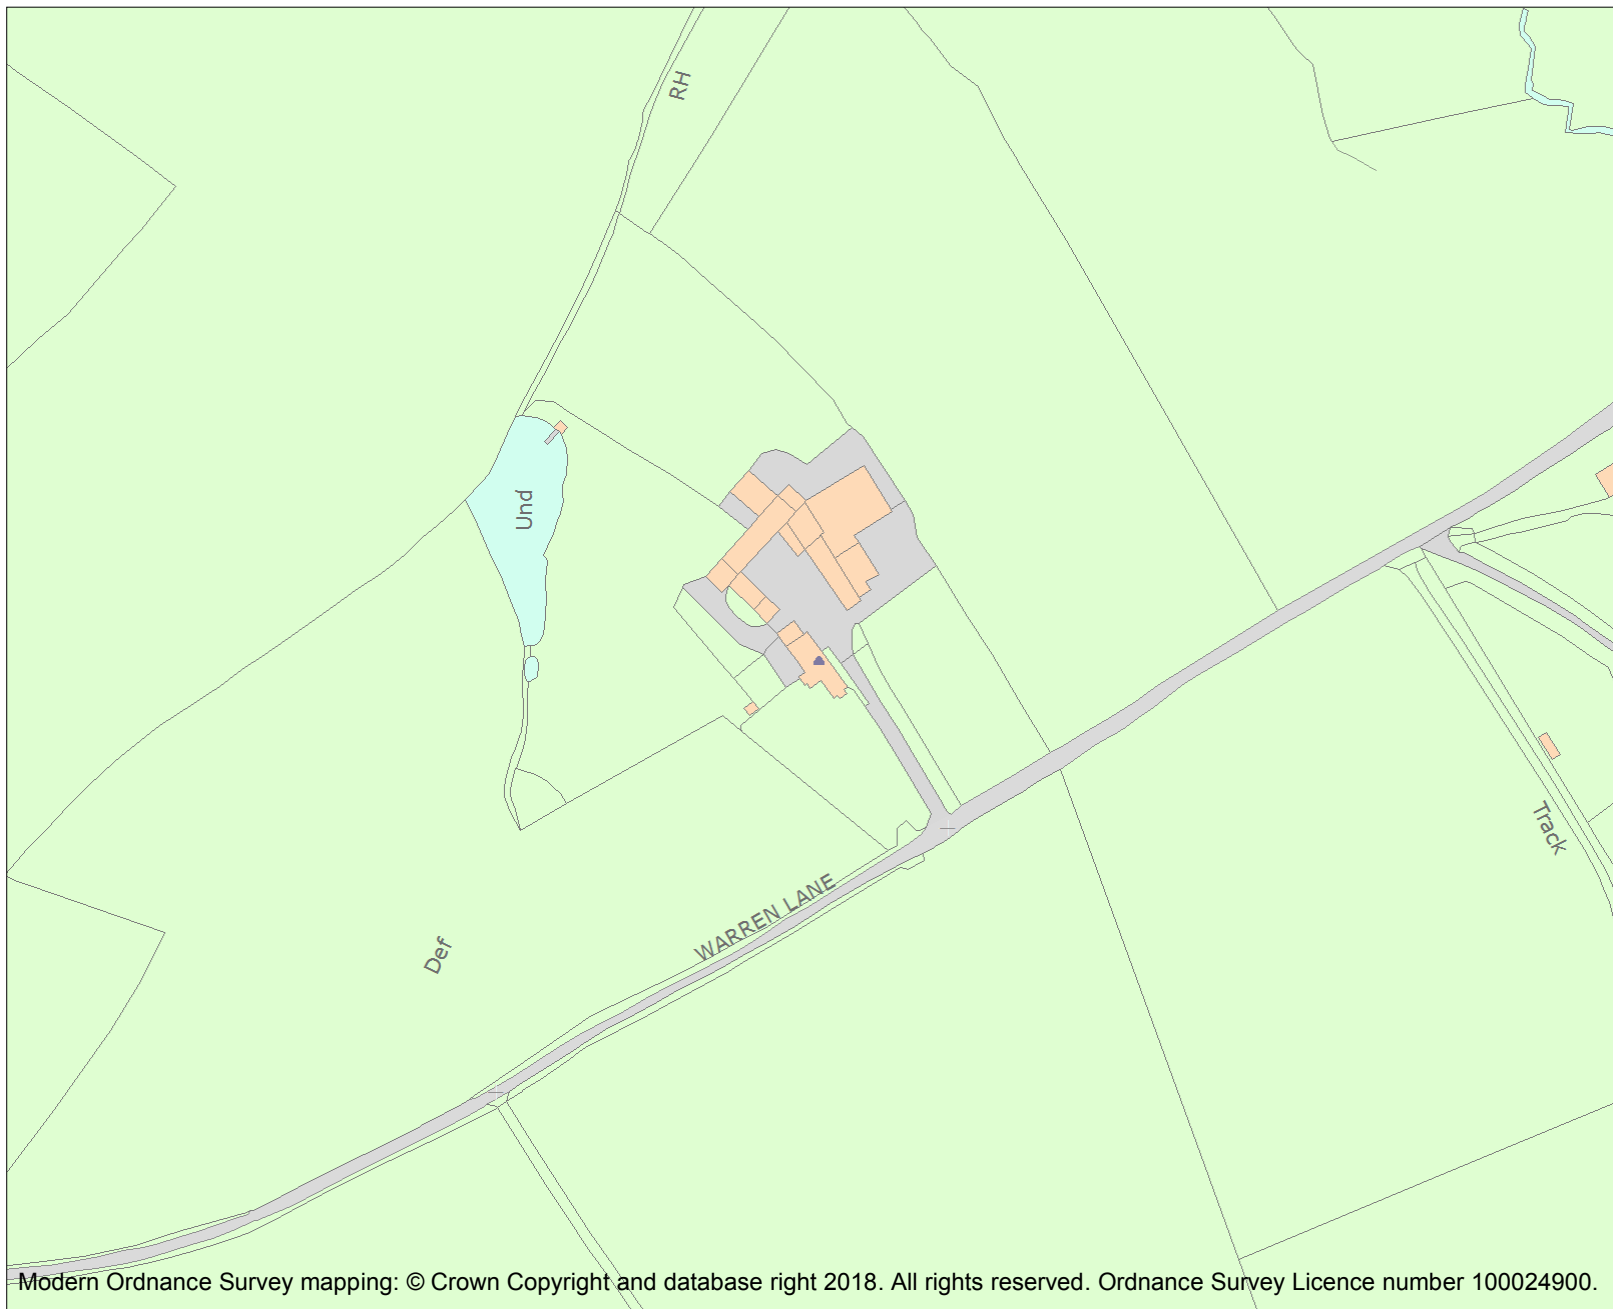 RH
Und
Track
WARREN LANE
Def
Modern Ordnance Survey mapping: © Crown Copyright and database right 2018. All rights reserved. Ordnance Survey Licence number 100024900.